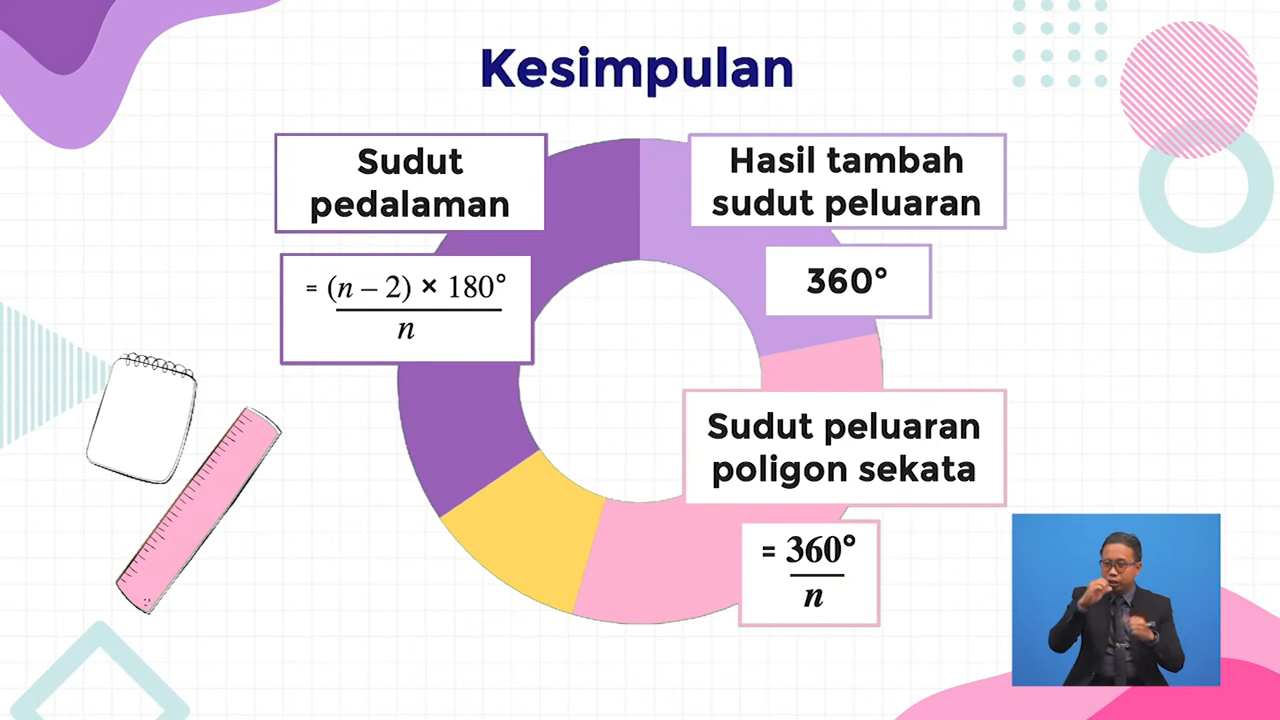 Kesimpulan
Sudut
pedalaman
= (n – 2) × 180°
n
Hasil tambah
sudut peluaran
360°
Sudut peluaran
poligon sekata
= 360°
n